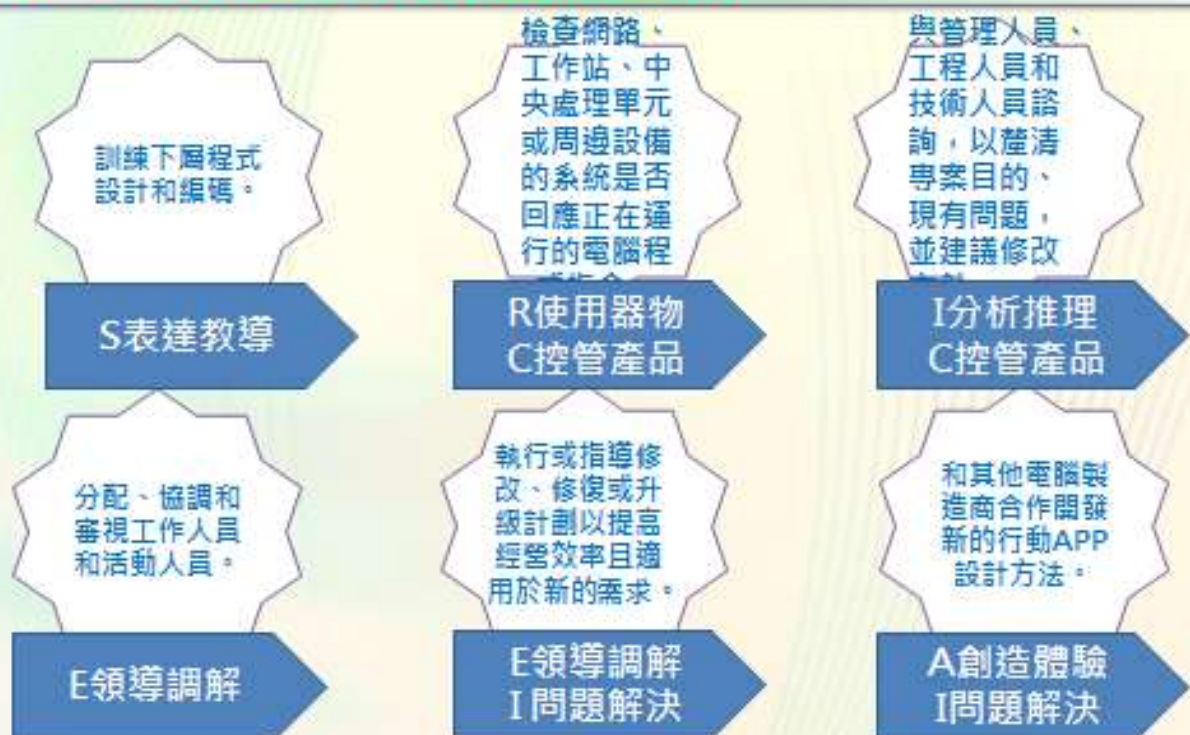 訓練下屬程式
設計和編碼。
S表達教導
檢查網路、
工作站、中
央處理單元
或周邊設備
的系統是否
回應正在運
行的電腦程
R使用器物
C控管產品
與管理人員、
工程人員和
技術人員諮
詢，以釐清
專案目的、
現有問題，
並建議修改
I分析推理
C控管產品
分配、協調和
審視工作人員
和活動人員。
E領導調解
執行或指導修
改、修復或升
級計劃以提高
經營效率且適
用於新的需求。
E領導調解
I問題解決
和其他電腦製
造商合作開發
新的行動APP
設計方法。
A創造體驗
I問題解決